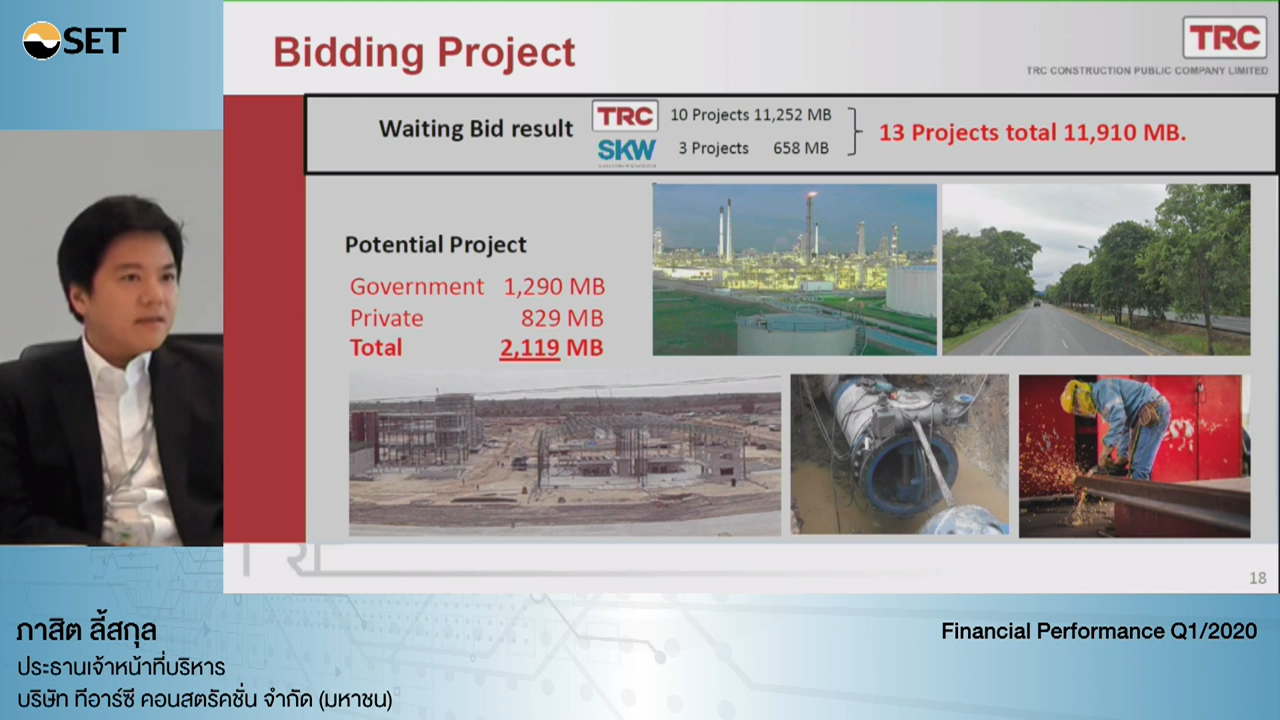 SET
Bidding Project
TRC
TRC CONSTRUCTION PUBLIC COMPANY LIMITED
Waiting Bid result
TRC 10 Projects 11,252 MB
SKW 3 Projects 658 MB
13 Projects total 11,910 MB.
Potential Project
Government 1,290 MB
Private 829 MB
Total 2,119 MB
18
ภาสิต ลี้สกุล
ประธานเจ้าหน้าที่บริหาร
บริษัท ทีอาร์ซี คอนสตรัคชั่น จำกัด (มหาชน)
Financial Performance Q1/2020